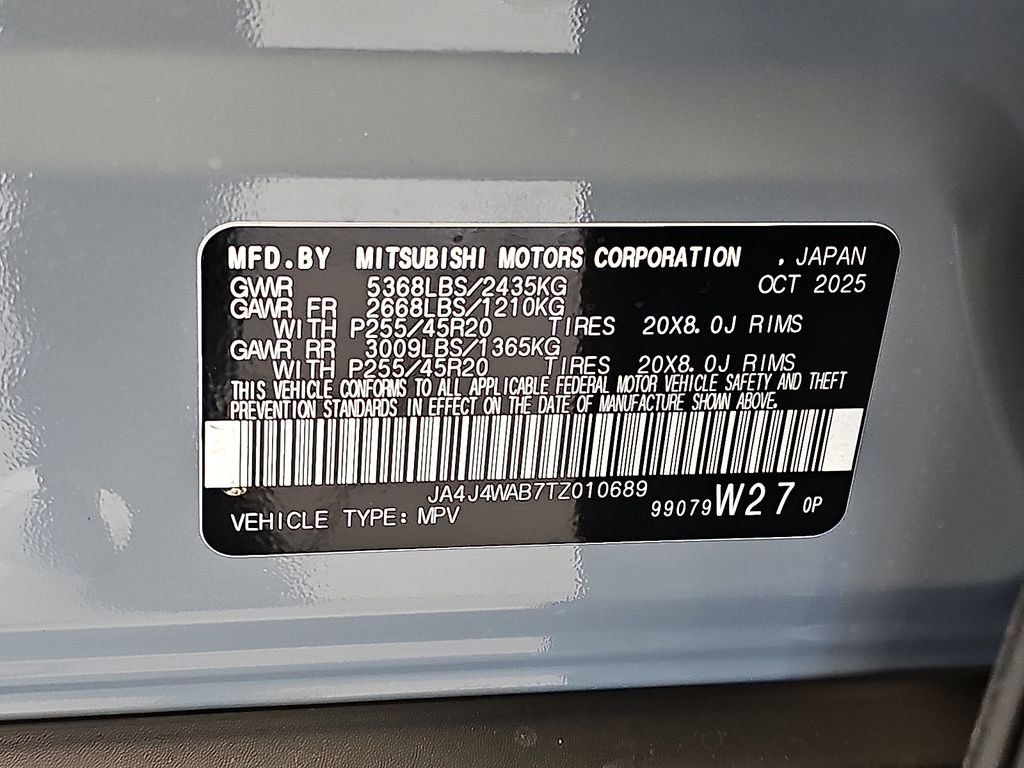 MFD.BY MITSUBISHI MOTORS CORPORATION , JAPAN
GVWR 5368LBS/2435KG OCT 2025
GAWR FR 2668LBS/1210KG
WITH P255/45R20 TIRES 20X8.0J RIMS
GAWR RR 3009LBS/1365KG
WITH P255/45R20 TIRES 20X8.0J RIMS
THIS VEHICLE CONFORMS TO ALL APPLICABLE FEDERAL MOTOR VEHICLE SAFETY AND THEFT
PREVENTION STANDARDS IN EFFECT ON THE DATE OF MANUFACTURE SHOWN ABOVE.
JA4J4WAB7TZ010689
VEHICLE TYPE: MPV 99079 W27 0P